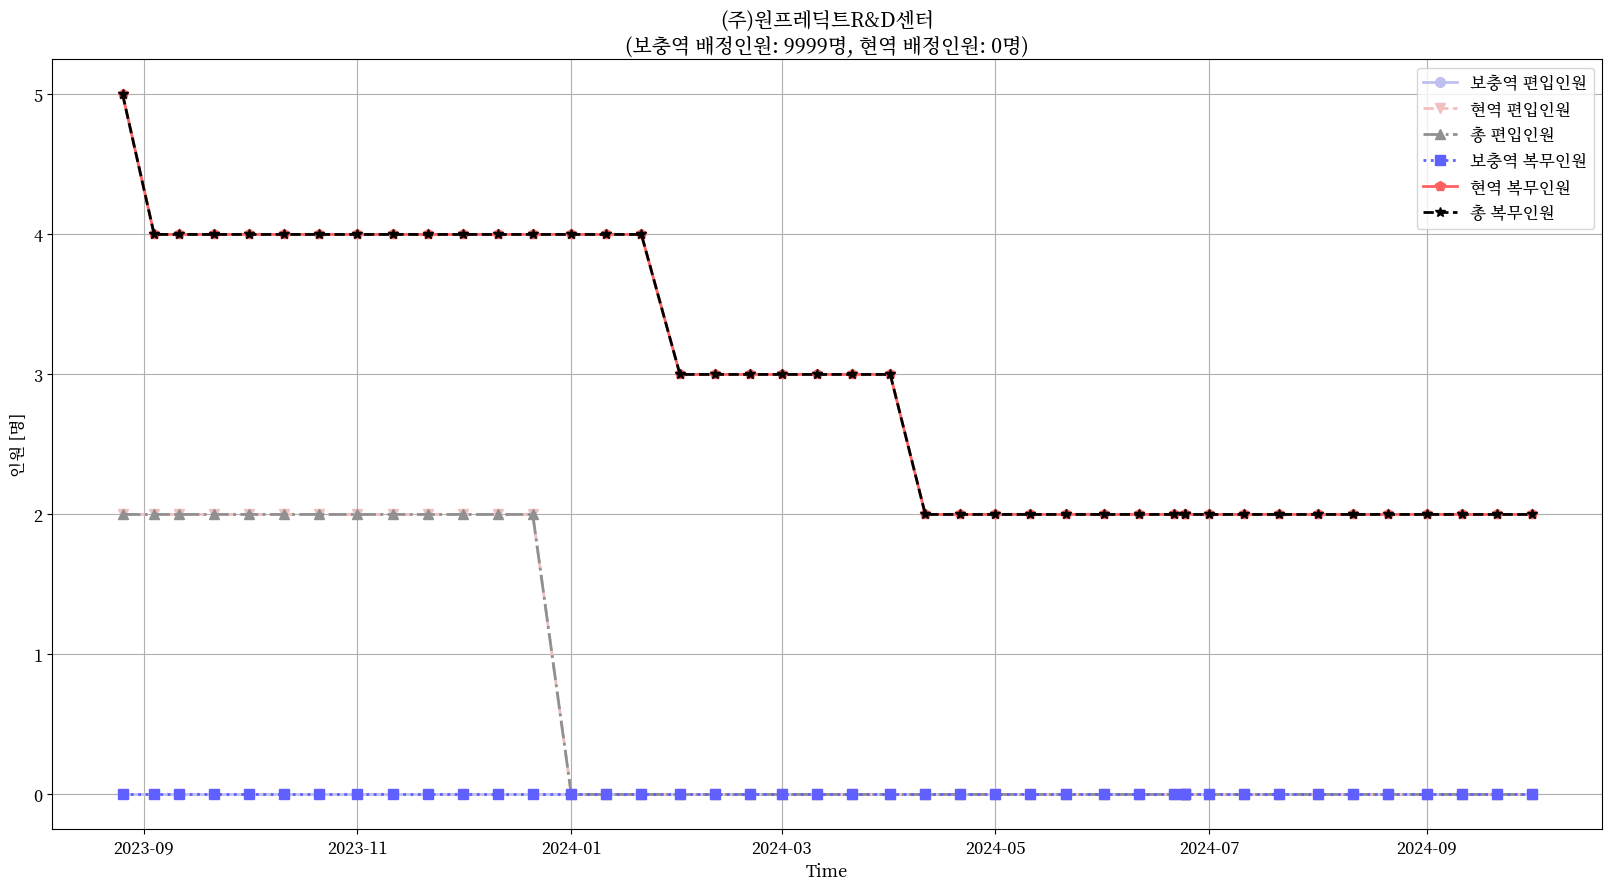 (주)원프레딕트R&D센터
(보충역 배정인원: 9999명, 현역 배정인원: 0명)
보충역 편입인원
현역 편입인원
총 편입인원
보충역 복무인원
현역 복무인원
총 복무인원
인원 [명]
5
4
3
2
1
0
2023-09
2023-11
2024-01
2024-03
2024-05
2024-07
2024-09
Time